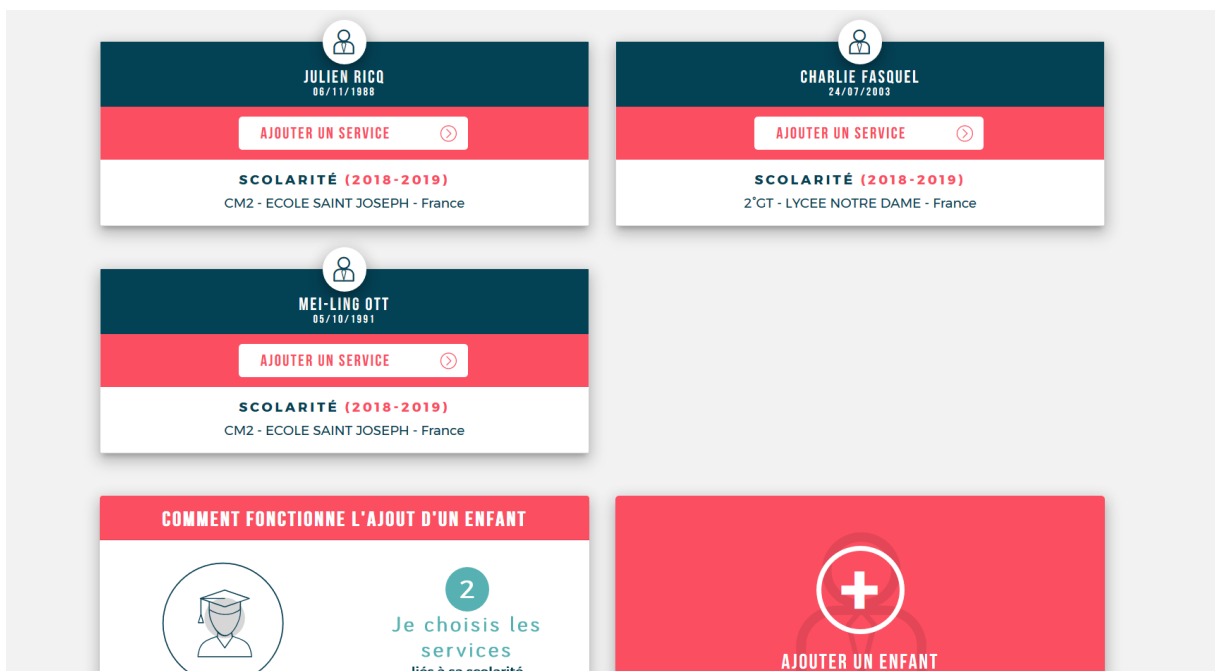 JULIEN RICQ
06/11/1988
AJOUTER UN SERVICE
SCOLARITÉ (2018-2019)
CM2 - ECOLE SAINT JOSEPH - France
CHARLIE FASQUEL
24/07/2003
AJOUTER UN SERVICE
SCOLARITÉ (2018-2019)
2°GT - LYCEE NOTRE DAME - France
MEI-LING OTT
05/10/1991
AJOUTER UN SERVICE
SCOLARITÉ (2018-2019)
CM2 - ECOLE SAINT JOSEPH - France
COMMENT FONCTIONNE L'AJOUT D'UN ENFANT
2
Je choisis les
services
liés à sa scolarité
AJOUTER UN ENFANT